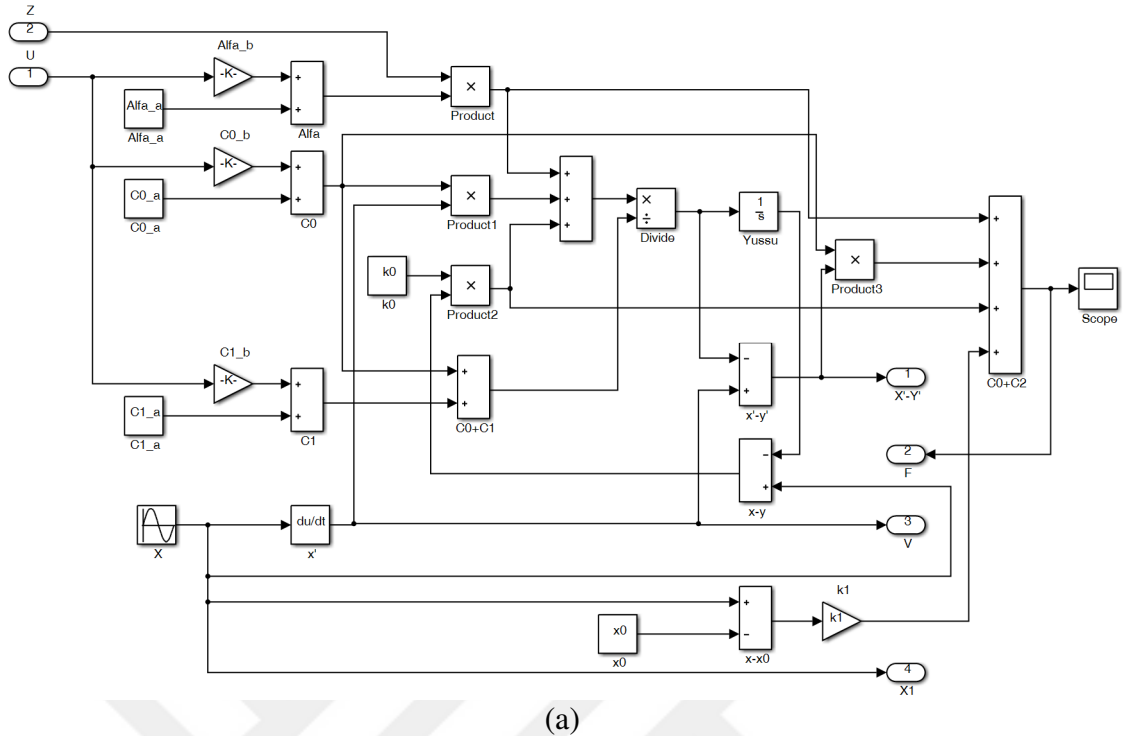 Z
2
U
1
Alfa_b
-K-
Alfa_a
Alfa_a
+
+
Alfa
×
Product
C0_b
-K-
C0_a
C0_a
+
+
C0
×
Product1
+
+
+
×
÷
Divide
1
s
Yussu
×
Product3
+
+
+
+
C0+C2
Scope
k0
k0
×
Product2
C1_b
-K-
C1_a
C1_a
+
+
C1
+
+
C0+C1
−
+
x'-y'
1
X'-Y'
−
+
x-y
2
F
X
du/dt
x'
3
V
x0
x0
+
−
x-x0
k1
k1
4
X1
(a)